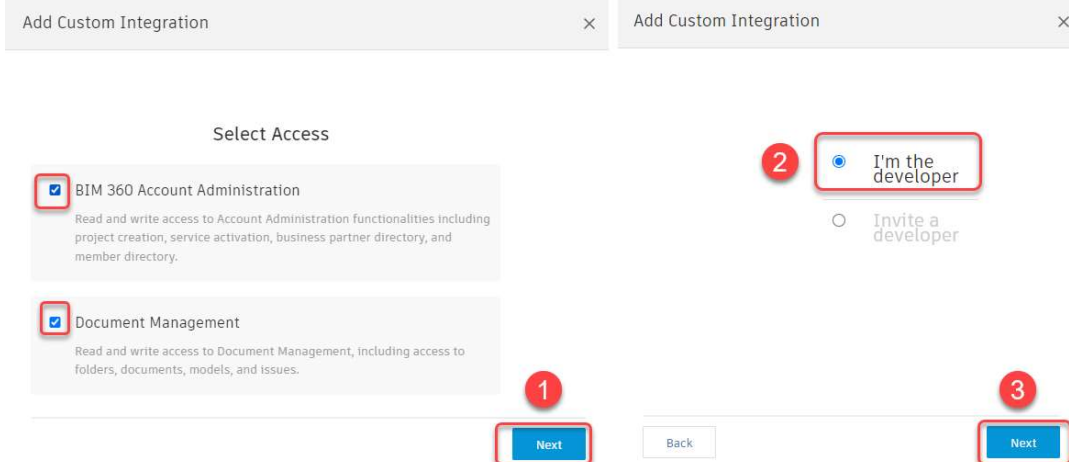 Add Custom Integration
Select Access
BIM 360 Account Administration
Read and write access to Account Administration functionalities including
project creation, service activation, business partner directory, and
member directory.
Document Management
Read and write access to Document Management, including access to
folders, documents, models, and issues.
1
Next
Add Custom Integration
2
I'm the
developer
Invite a
developer
3
Back
Next